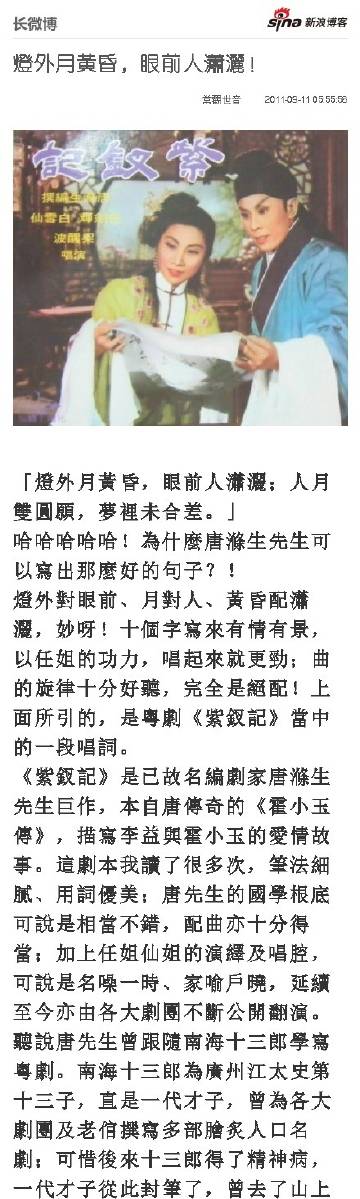 长微博
sina 新浪博客
燈外月黃昏，眼前人瀟灑！
2011-09-11 05:55:56
紫釵記
仙雪白
波醒梁
唱演
「燈外月黃昏，眼前人瀟灑；人月
雙圓願，夢裡未合差。」
哈哈哈哈哈！為什麼唐滌生先生可
以寫出那麼好的句子？！
燈外對眼前、月對人、黃昏配瀟
灑，妙呀！十個字寫來有情有景，
以任姐的功力，唱起來就更勁；曲
的旋律十分好聽，完全是絕配！上
面所引的，是粵劇《紫釵記》當中
的一段唱詞。
《紫釵記》是已故名編劇家唐滌生
先生巨作，本自唐傳奇的《霍小玉
傳》，描寫李益與霍小玉的愛情故
事。這劇本我讀了很多次，筆法細
膩、用詞優美；唐先生的國學根底
可說是相當不錯，配曲亦十分得
當；加上任姐仙姐的演繹及唱腔，
可說是名噪一時、家喻戶曉，延續
至今亦由各大劇團不斷公開翻演。
聽說唐先生曾跟隨南海十三郎學寫
粵劇。南海十三郎為廣州江太史第
十三子，直是一代才子，曾為各大
劇團及老倌撰寫多部膾炙人口名
劇；可惜後來十三郎得了精神病，
一代才子從此封筆了，曾去了山上